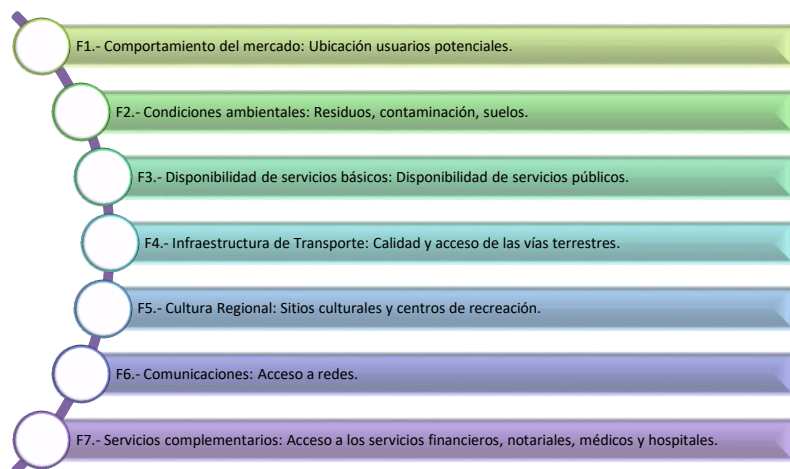 F1.- Comportamiento del mercado: Ubicación usuarios potenciales.
F2.- Condiciones ambientales: Residuos, contaminación, suelos.
F3.- Disponibilidad de servicios básicos: Disponibilidad de servicios públicos.
F4.- Infraestructura de Transporte: Calidad y acceso de las vías terrestres.
F5.- Cultura Regional: Sitios culturales y centros de recreación.
F6.- Comunicaciones: Acceso a redes.
F7.- Servicios complementarios: Acceso a los servicios financieros, notariales, médicos y hospitales.